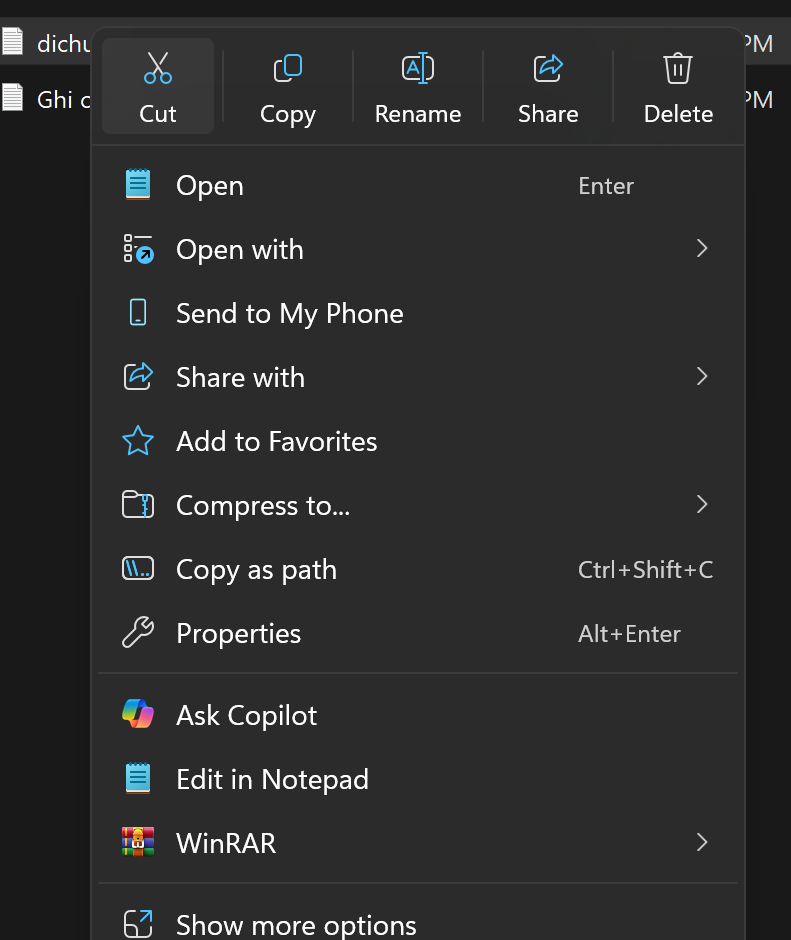 PM
PM
Cut
Copy
Rename
Share
Delete
Open Enter
Open with
Send to My Phone
Share with
Add to Favorites
Compress to...
Copy as path Ctrl+Shift+C
Properties Alt+Enter
Ask Copilot
Edit in Notepad
WinRAR
Show more options